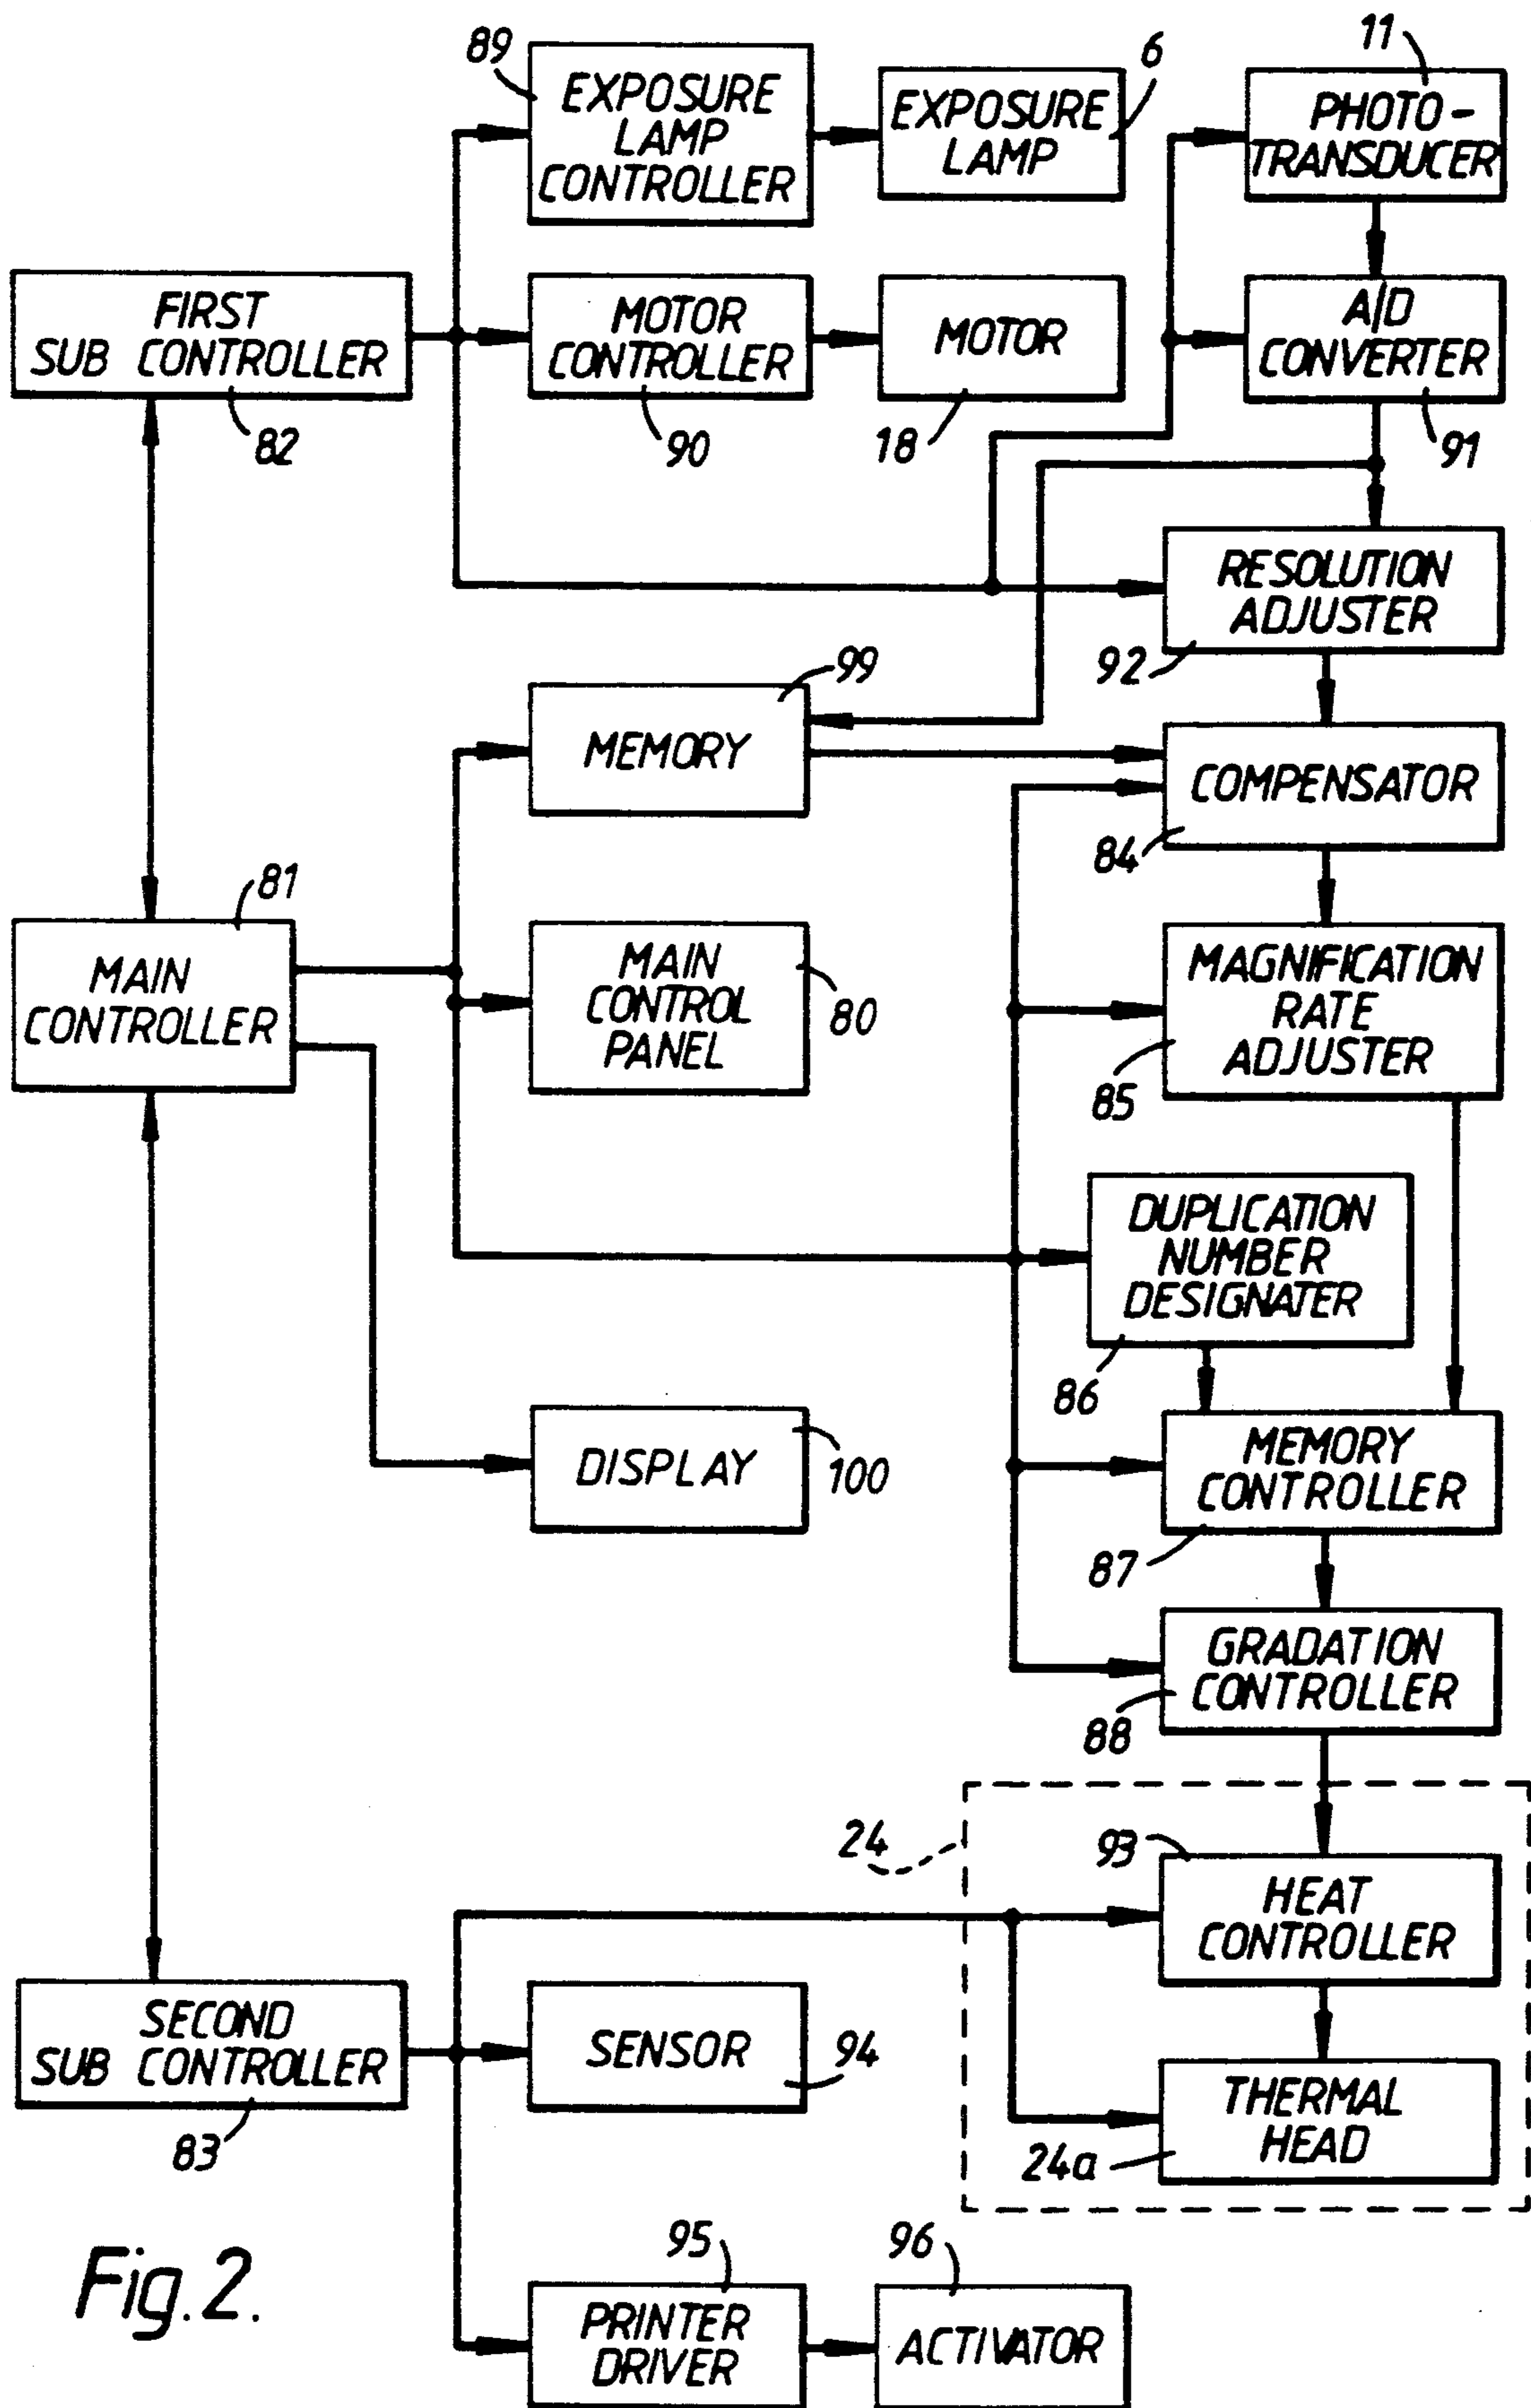 89
EXPOSURE
LAMP
CONTROLLER
6
EXPOSURE
LAMP
11
PHOTO-
TRANSDUCER
FIRST
SUB CONTROLLER
82
MOTOR
CONTROLLER
90
MOTOR
18
A/D
CONVERTER
91
RESOLUTION
ADJUSTER
92
99
MEMORY
COMPENSATOR
84
81
MAIN
CONTROLLER
MAIN
CONTROL
PANEL
80
MAGNIFICATION
RATE
ADJUSTER
85
DUPLICATION
NUMBER
DESIGNATER
86
DISPLAY
100
MEMORY
CONTROLLER
87
GRADATION
CONTROLLER
88
24
93
HEAT
CONTROLLER
SECOND
SUB CONTROLLER
83
SENSOR
94
THERMAL
HEAD
24a
95
PRINTER
DRIVER
96
ACTIVATOR
Fig.2.